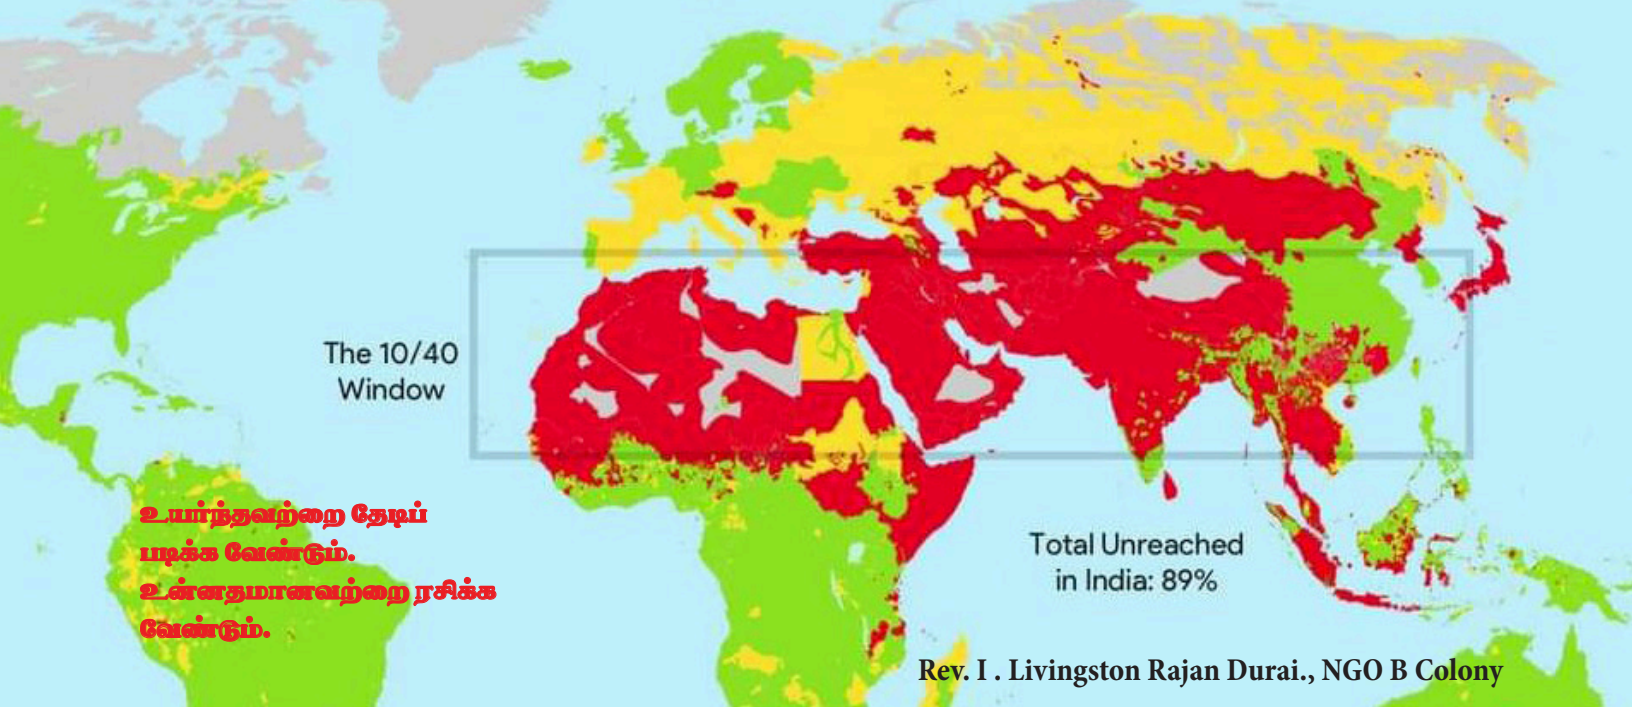 The 10/40
Window
உயர்ந்தவற்றை தேடிப்
படிக்க வேண்டும்.
உன்னதமானவற்றை ரசிக்க
வேண்டும்.
Total Unreached
in India: 89%
Rev. I . Livingston Rajan Durai., NGO B Colony